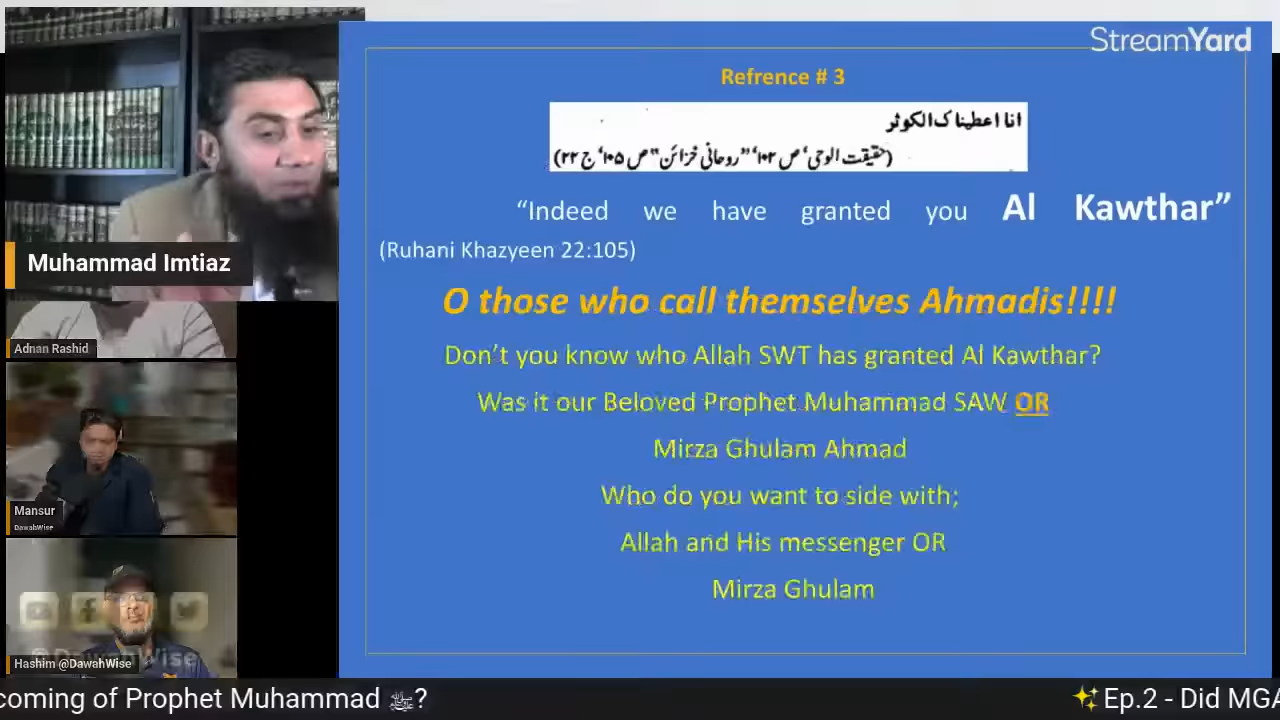 StreamYard
Refrence # 3
انا اعطیناک الکوثر
(حقیقت الوحی، ص ۱۰۲، "روحانی خزائن" ص ۱۰۵، ج ۲۲)
“Indeed we have granted you Al Kawthar”
(Ruhani Khazyeen 22:105)
O those who call themselves Ahmadis!!!!
Don’t you know who Allah SWT has granted Al Kawthar?
Was it our Beloved Prophet Muhammad SAW OR
Mirza Ghulam Ahmad
Who do you want to side with;
Allah and His messenger OR
Mirza Ghulam
Muhammad Imtiaz
Adnan Rashid
Mansur
DawahWise
@DawahWise
Hashim @DawahWise
coming of Prophet Muhammad ﷺ?
✨Ep.2 - Did MGA